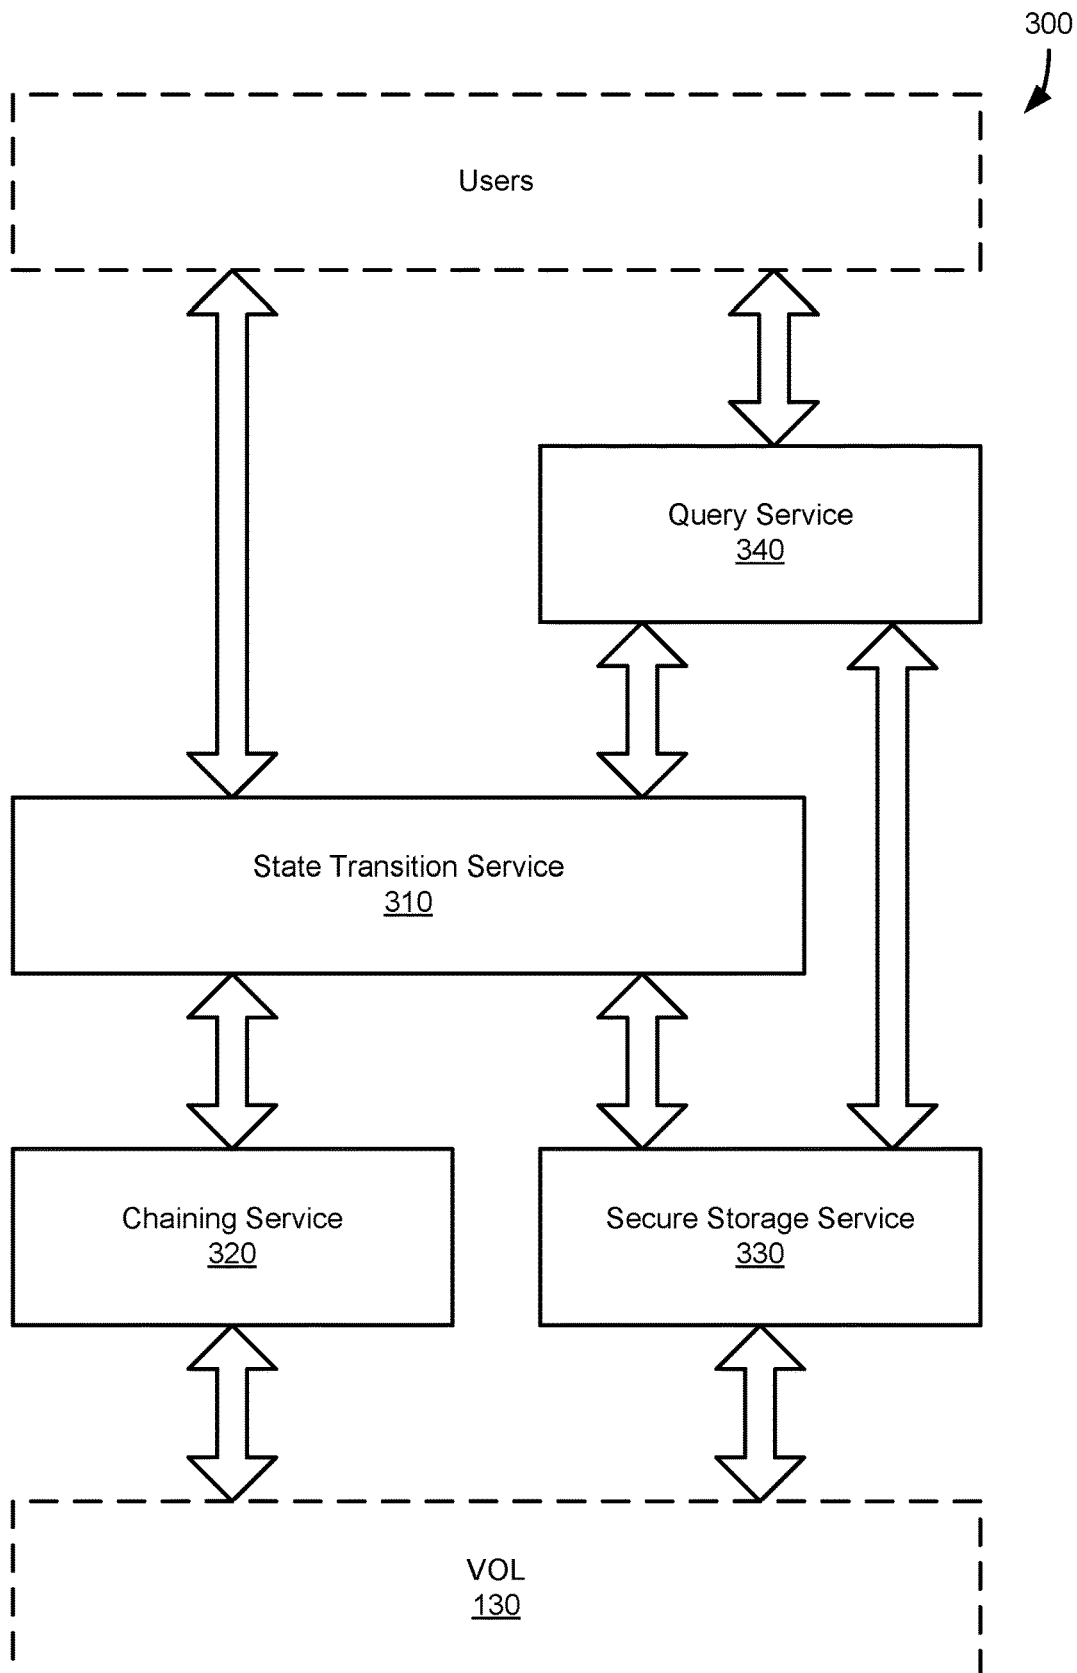 300
Users
Query Service
340
State Transition Service
310
Chaining Service
320
Secure Storage Service
330
VOL
130